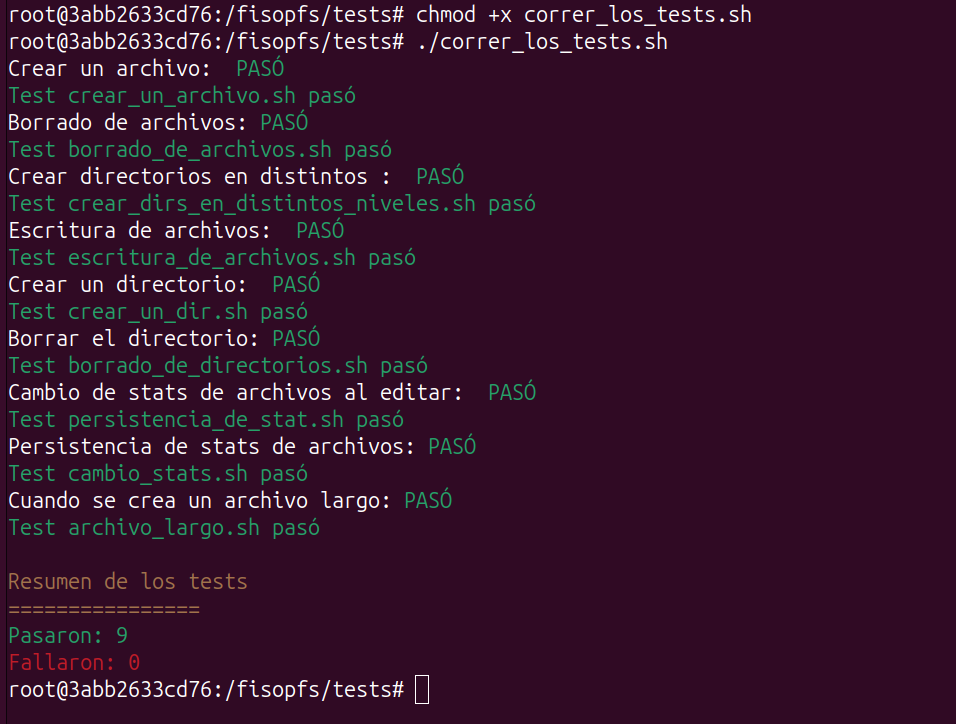 root@3abb2633cd76:/fisopfs/tests# chmod +x correr_los_tests.sh
root@3abb2633cd76:/fisopfs/tests# ./correr_los_tests.sh
Crear un archivo:  PASÓ
Test crear_un_archivo.sh pasó
Borrado de archivos: PASÓ
Test borrado_de_archivos.sh pasó
Crear directorios en distintos :  PASÓ
Test crear_dirs_en_distintos_niveles.sh pasó
Escritura de archivos:  PASÓ
Test escritura_de_archivos.sh pasó
Crear un directorio:  PASÓ
Test crear_un_dir.sh pasó
Borrar el directorio: PASÓ
Test borrado_de_directorios.sh pasó
Cambio de stats de archivos al editar:  PASÓ
Test persistencia_de_stat.sh pasó
Persistencia de stats de archivos: PASÓ
Test cambio_stats.sh pasó
Cuando se crea un archivo largo: PASÓ
Test archivo_largo.sh pasó
Resumen de los tests
================
Pasaron: 9
Fallaron: 0
root@3abb2633cd76:/fisopfs/tests#